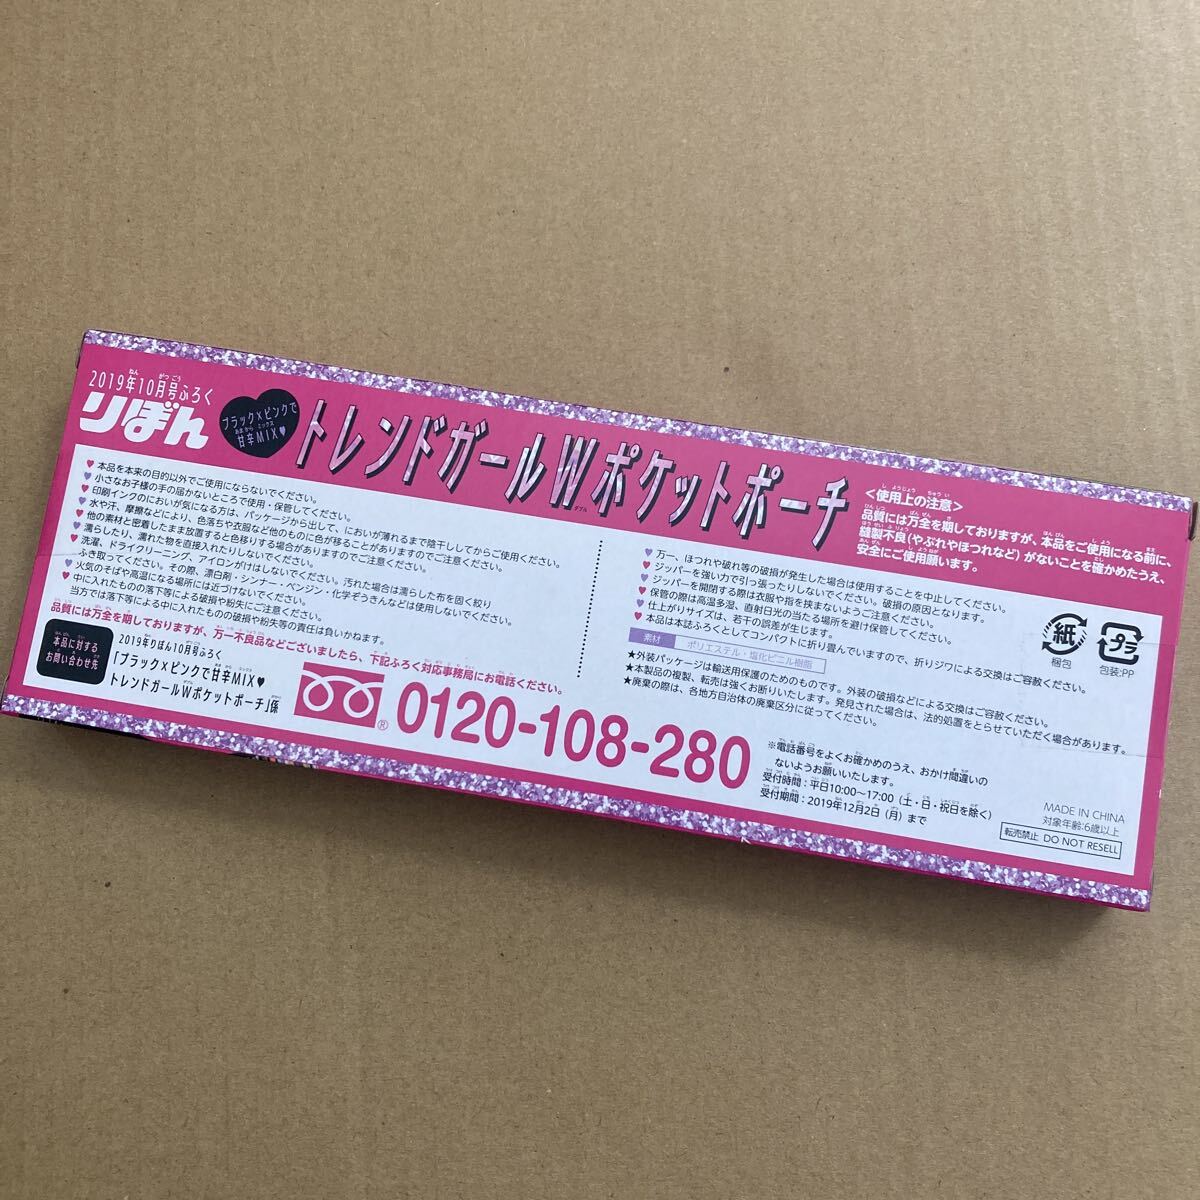 2019年10月号ふろく
りぼん
ブラック×ピンクで
甘辛MIX♥
トレンドガールWポケットポーチ
＜使用上の注意＞
品質には万全を期しておりますが、本品をご使用になる前に、
縫製不良(やぶれやほつれなど)がないことを確かめたうえ、
安全にご使用願います。
♥本品を本来の目的以外でご使用にならないでください。
♥小さなお子様の手の届かないところで使用・保管してください。
♥印刷インクのにおいが気になる方は、パッケージから出して、においが薄れるまで陰干ししてからご使用ください。
♥水や汗、摩擦などにより、色落ちや衣服など他のものに色が移ることがありますのでご注意ください。
♥他の素材と密着したまま放置すると色移りする場合がありますのでご注意ください。
♥洗濯、ドライクリーニング、アイロンがけはしないでください。汚れた場合は濡らした布を固く絞り
ふき取ってください。その際、漂白剤・シンナー・ベンジン・化学ぞうきんなどは使用しないでください。
♥濡らしたり、濡れた物を直接入れたりしないでください。
♥火気のそばや高温になる場所には近づけないでください。
♥中に入れたものの落下等による破損や紛失にご注意ください。
当方では落下等による中に入れたものの破損や紛失等の責任は負いかねます。
♥万一、ほつれや破れ等の破損が発生した場合は使用することを中止してください。
♥ジッパーを強い力で引っ張ったりしないでください。破損の原因となります。
♥ジッパーを開閉する際は衣服や指を挟まないようご注意ください。
♥保管の際は高温多湿、直射日光の当たる場所を避け保管してください。
♥仕上がりサイズは、若干の誤差が生じます。
♥本品は本誌ふろくとしてコンパクトに折り畳んでいますので、折りジワによる交換はご容赦ください。
素材 ポリエステル・塩化ビニル樹脂
★外装パッケージは輸送用保護のためのものです。外装の破損などによる交換はご容赦ください。
★本製品の複製、転売は強くお断りいたします。発見された場合は、法的処置をとらせていただく場合があります。
★廃棄の際は、各地方自治体の廃棄区分に従ってください。
紙
梱包
プラ
包装:PP
品質には万全を期しておりますが、万一不良品などございましたら、下記ふろく対応事務局にお電話ください。
本品に対する
お問い合わせ先
2019年りぼん10月号ふろく
「ブラック×ピンクで甘辛MIX♥
トレンドガールWポケットポーチ」係
® 0120-108-280
※電話番号をよくお確かめのうえ、おかけ間違いの
ないようお願いいたします。
受付時間：平日10:00～17:00（土・日・祝日を除く）
受付期間：2019年12月2日（月）まで
MADE IN CHINA
対象年齢:6歳以上
転売禁止 DO NOT RESELL